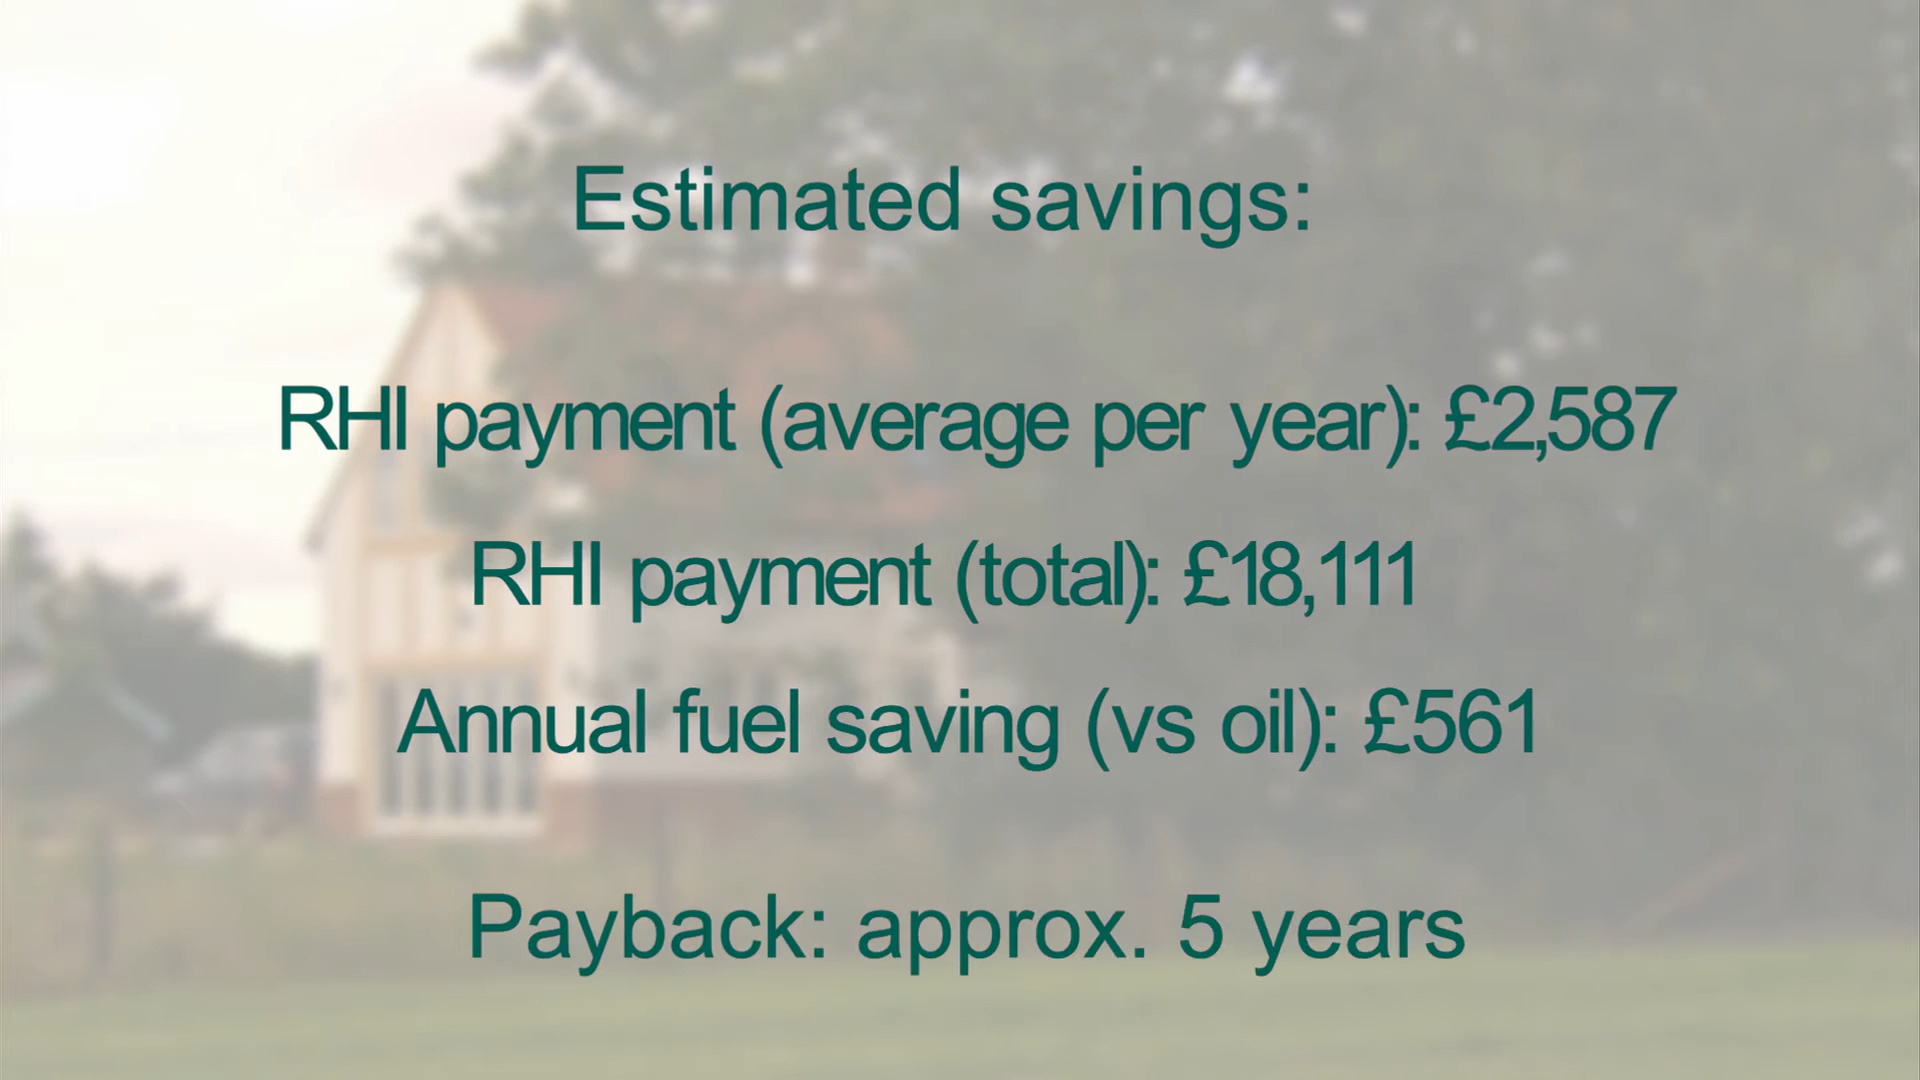 Estimated savings:
RHI payment (average per year): £2,587
RHI payment (total): £18,111
Annual fuel saving (vs oil): £561
Payback: approx. 5 years